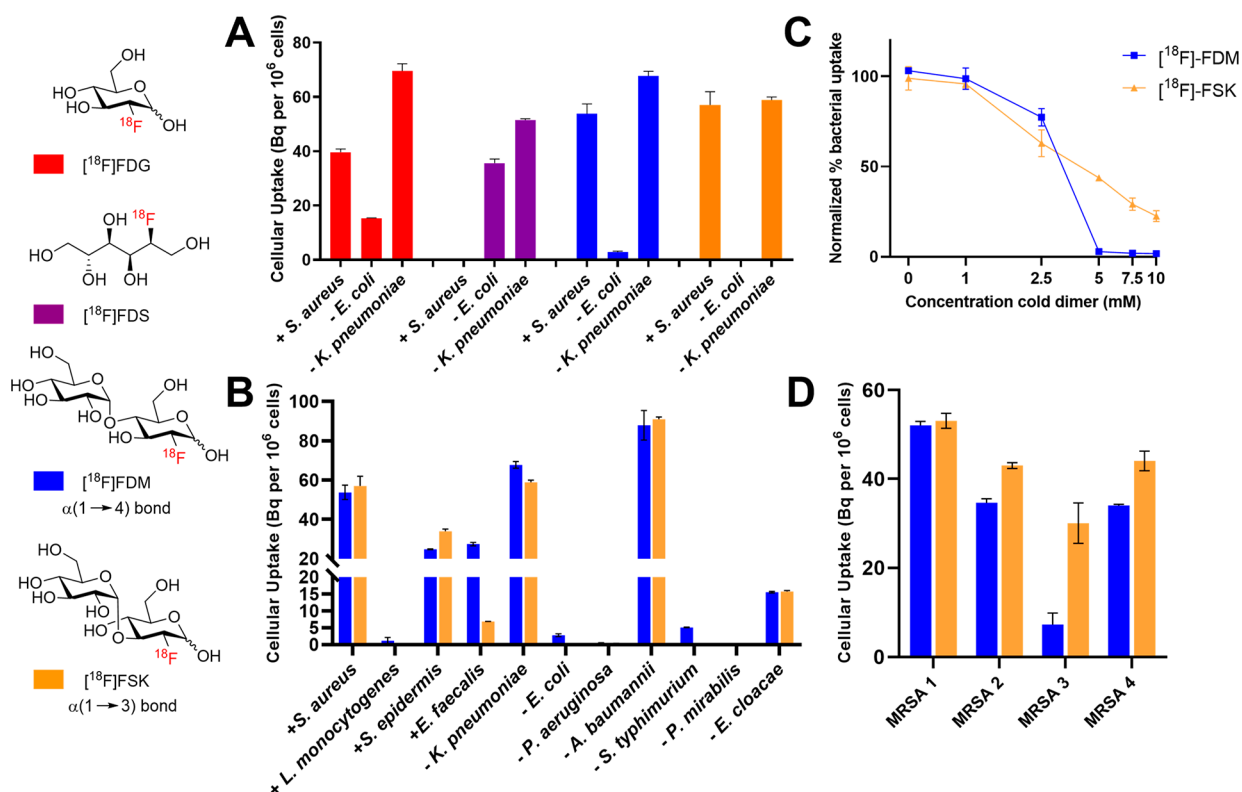 HO
HO
HO
O
OH
18F
[18F]FDG
OH
18F
HO
OH
OH
OH
[18F]FDS
HO
HO
HO
O
OH
HO
O
HO
O
18F
OH
[18F]FDM
α(1→4) bond
HO
HO
HO
O
OH
HO
HO
O
O
18F
OH
[18F]FSK
α(1→3) bond
A
Cellular Uptake (Bq per 10⁶ cells)
80
60
40
20
0
+ S. aureus
- E. coli
- K. pneumoniae
+ S. aureus
- E. coli
- K. pneumoniae
+ S. aureus
- E. coli
- K. pneumoniae
+ S. aureus
- E. coli
- K. pneumoniae
B
Cellular Uptake (Bq per 10⁶ cells)
100
80
60
40
20
20
15
10
5
0
+S. aureus
+ L. monocytogenes
+S. epidermis
+E. faecalis
- K. pneumoniae
- E. coli
- P. aeruginosa
- A. baumannii
- S. typhimurium
- P. mirabilis
- E. cloacae
C
Normalized % bacterial uptake
100
50
0
0
1
2.5
5
7.5
10
Concentration cold dimer (mM)
[18F]-FDM
[18F]-FSK
D
Cellular Uptake (Bq per 10⁶ cells)
60
40
20
0
MRSA 1
MRSA 2
MRSA 3
MRSA 4